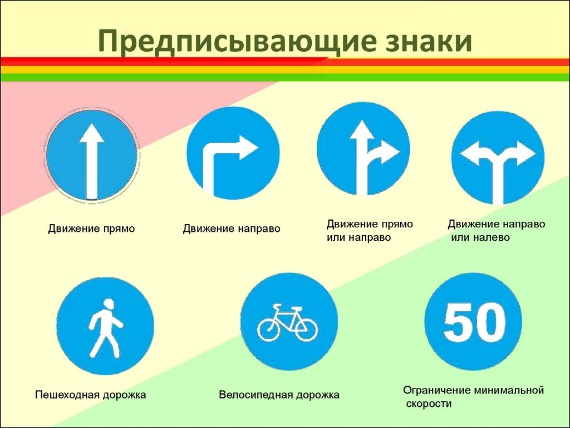 Предписывающие знаки
Движение прямо
Движение направо
Движение прямо
или направо
Движение направо
или налево
50
Пешеходная дорожка
Велосипедная дорожка
Ограничение минимальной
скорости